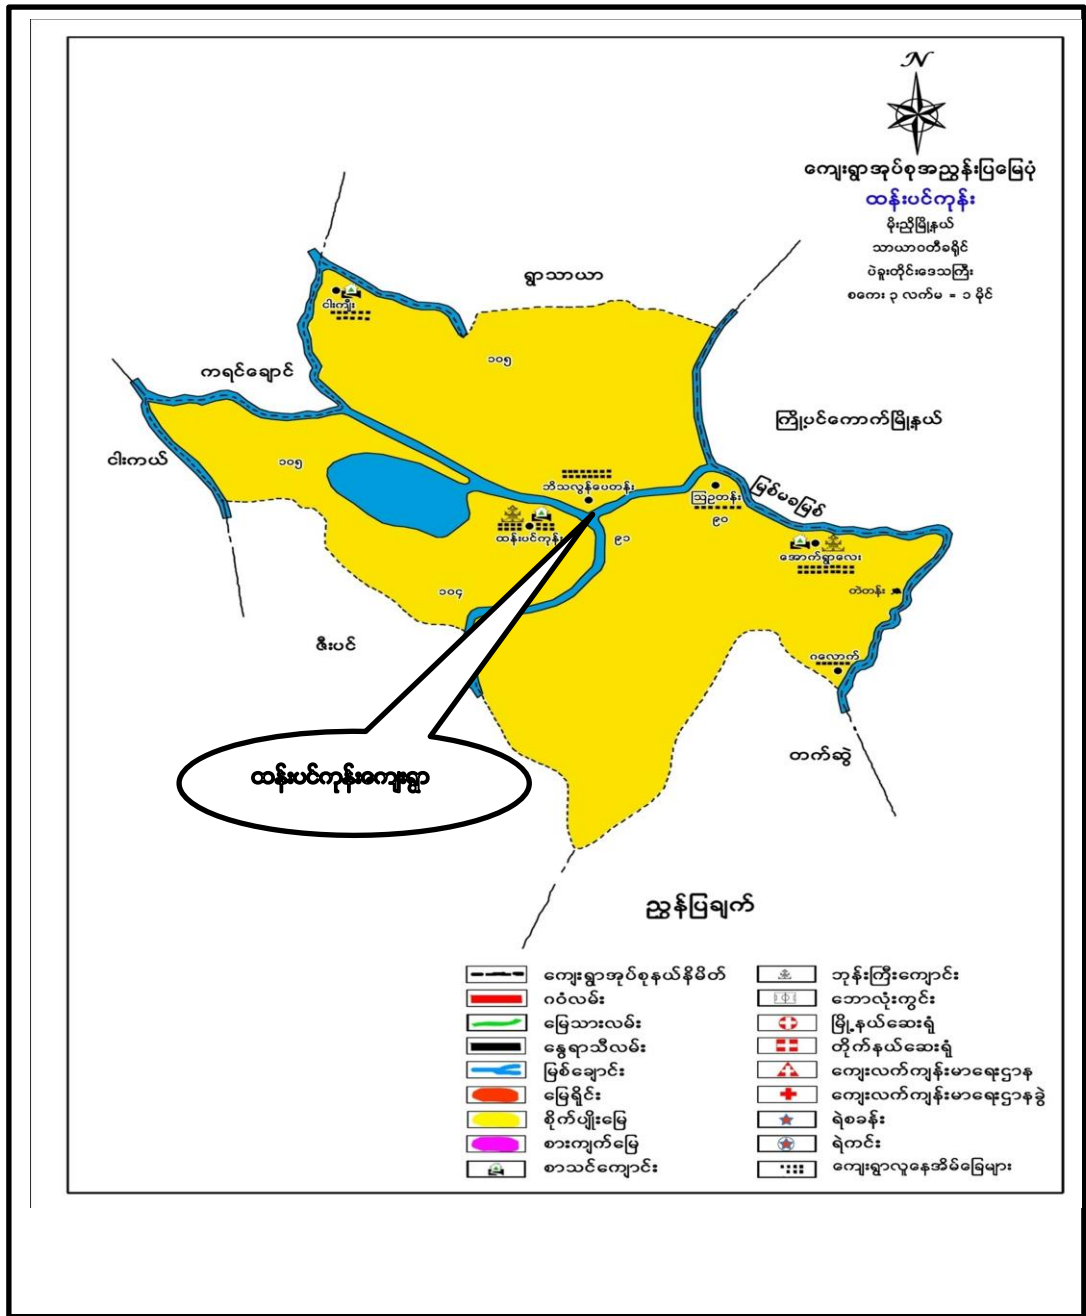 N
ကျေးရွာအုပ်စုအညွှန်းပြမြေပုံ
ထန်းပင်ကုန်း
မိုးညိုမြို့နယ်
သာယာဝတီခရိုင်
ပဲခူးတိုင်းဒေသကြီး
စကေး ၃ လက်မ = ၁ မိုင်
ရွာသာယာ
ငါးကျီး
၁၀၅
ကရင်ချောင်
ကြို့ပင်ကောက်မြို့နယ်
ငါးကယ်
၁၀၅
ဘိသလွန်ပေတန်း
ဩဥတန်း
၉၀
မြစ်မခမြစ်
ထန်းပင်ကုန်း
၉၁
အောက်ရွာလေး
တဲတန်း
၁၀၄
ဇီးပင်
ဂလောက်
တက်ဆွဲ
ထန်းပင်ကုန်းကျေးရွာ
ညွှန်ပြချက်
ကျေးရွာအုပ်စုနယ်နိမိတ်
ဂဝံလမ်း
မြေသားလမ်း
နွေရာသီလမ်း
မြစ်ချောင်း
မြေရိုင်း
စိုက်ပျိုးမြေ
စားကျက်မြေ
စာသင်ကျောင်း
ဘုန်းကြီးကျောင်း
ဘောလုံးကွင်း
မြို့နယ်ဆေးရုံ
တိုက်နယ်ဆေးရုံ
ကျေးလက်ကျန်းမာရေးဌာန
ကျေးလက်ကျန်းမာရေးဌာနခွဲ
ရဲစခန်း
ရဲကင်း
ကျေးရွာလူနေအိမ်ခြေများ